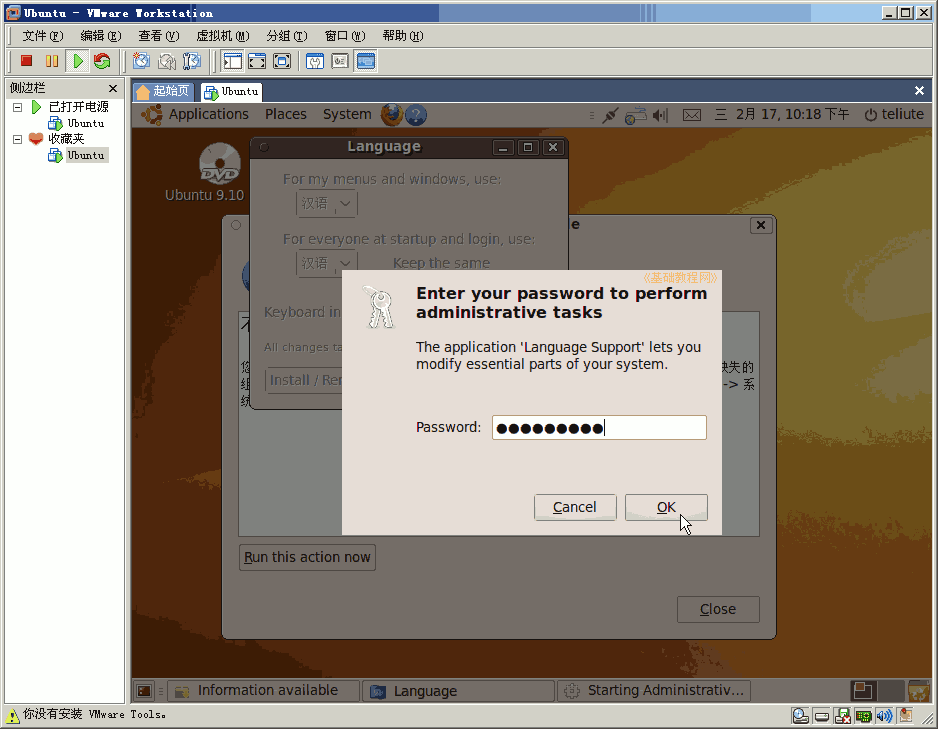 Ubuntu - VMware Workstation
文件(F) 编辑(E) 查看(V) 虚拟机(M) 分组(T) 窗口(W) 帮助(H)
侧边栏
已打开电源
Ubuntu
收藏夹
Ubuntu
起始页 Ubuntu
Applications Places System 三 2月 17, 10:18 下午 teliute
DVD
Ubuntu 9.10
Language
For my menus and windows, use:
汉语
For everyone at startup and login, use:
汉语 Keep the same
Keyboard in
All changes ta
Install / Rem
e
缺失的
组 -> 系
统
《基础教程网》
Enter your password to perform
administrative tasks
The application 'Language Support' lets you
modify essential parts of your system.
Password: ●●●●●●●●●
Cancel OK
Run this action now
Close
Information available Language Starting Administrativ...
你没有安装 VMware Tools。